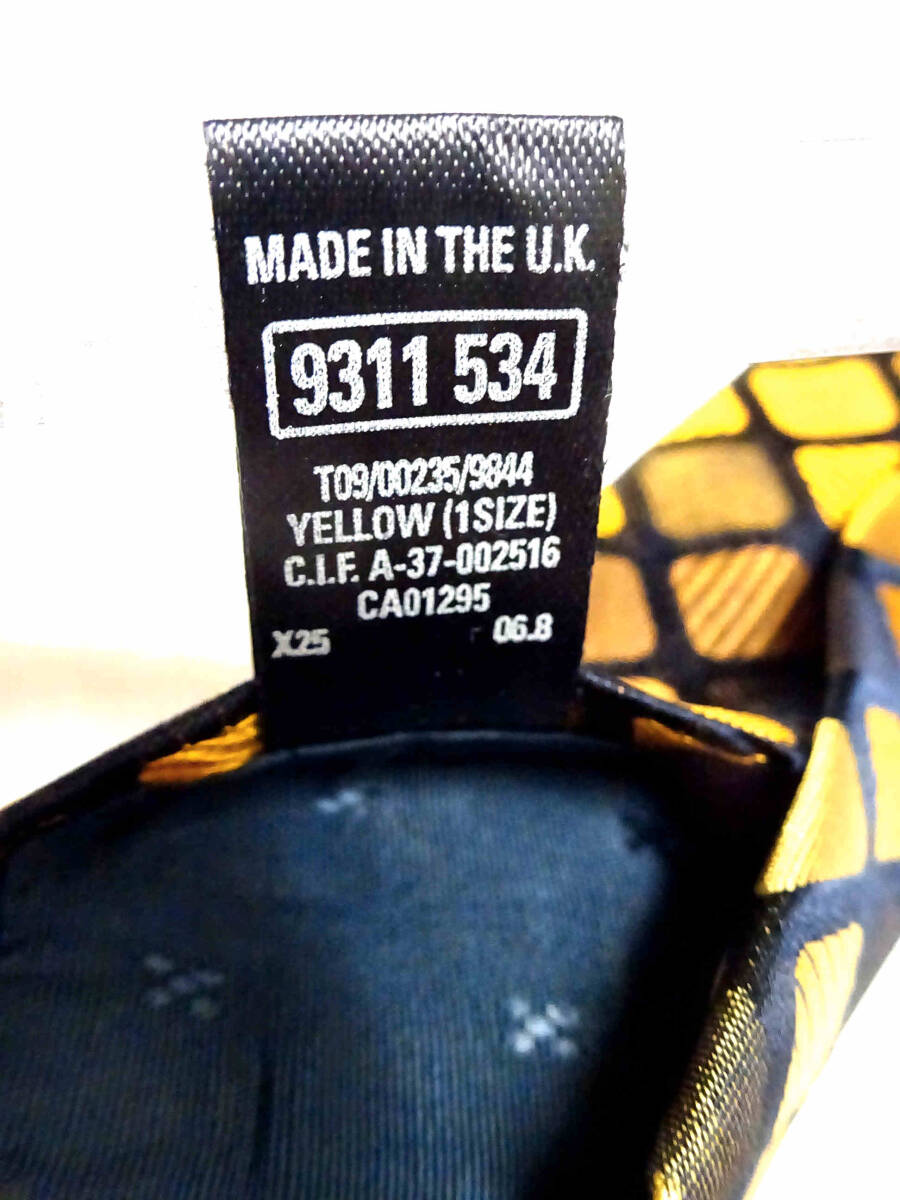 MADE IN THE U.K.
9311 534
T09/00235/9844
YELLOW (1SIZE)
C.I.F. A-37-002516
CA01295
X25 06.8